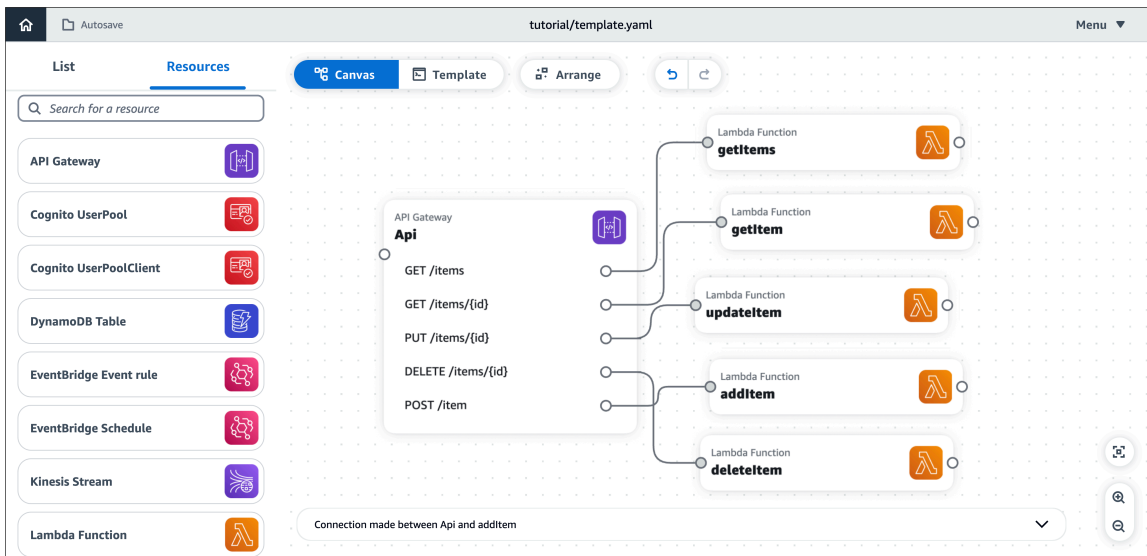 Autosave
tutorial/template.yaml
Menu
List
Resources
Search for a resource
API Gateway
Cognito UserPool
Cognito UserPoolClient
DynamoDB Table
EventBridge Event rule
EventBridge Schedule
Kinesis Stream
Lambda Function
Canvas
Template
Arrange
API Gateway
Api
GET /items
GET /items/{id}
PUT /items/{id}
DELETE /items/{id}
POST /item
Lambda Function
getItems
Lambda Function
getItem
Lambda Function
updateItem
Lambda Function
addItem
Lambda Function
deleteItem
Connection made between Api and addItem